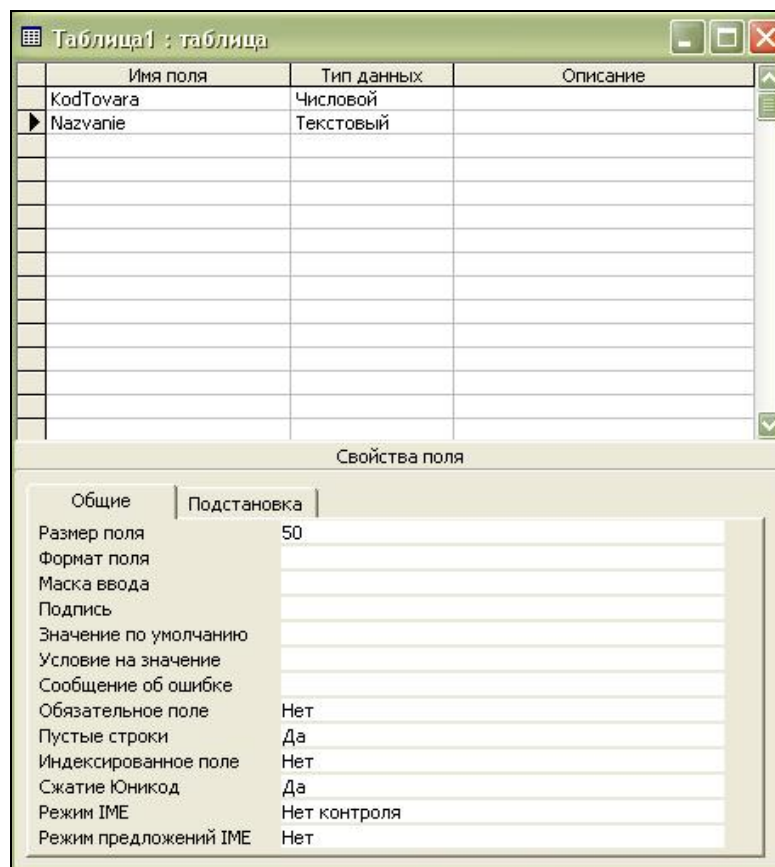 Таблица1 : таблица
Имя поля Тип данных Описание
KodTovara Числовой
Nazvanie Текстовый
Свойства поля
Общие Подстановка
Размер поля 50
Формат поля
Маска ввода
Подпись
Значение по умолчанию
Условие на значение
Сообщение об ошибке
Обязательное поле Нет
Пустые строки Да
Индексированное поле Нет
Сжатие Юникод Да
Режим IME Нет контроля
Режим предложений IME Нет